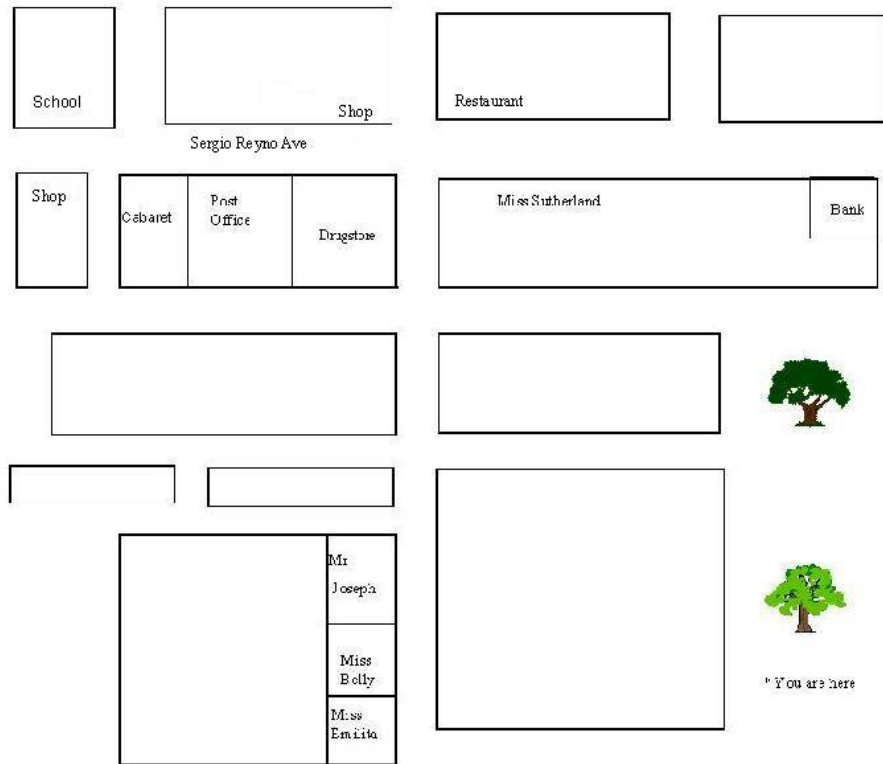 School
Shop
Restaurant
Sergio Reyno Ave
Shop
Cabaret
Post
Office
Drugstore
Miss Sutherland
Bank
Mr
Joseph
Miss
Belly
Miss
Emilita
* You are here